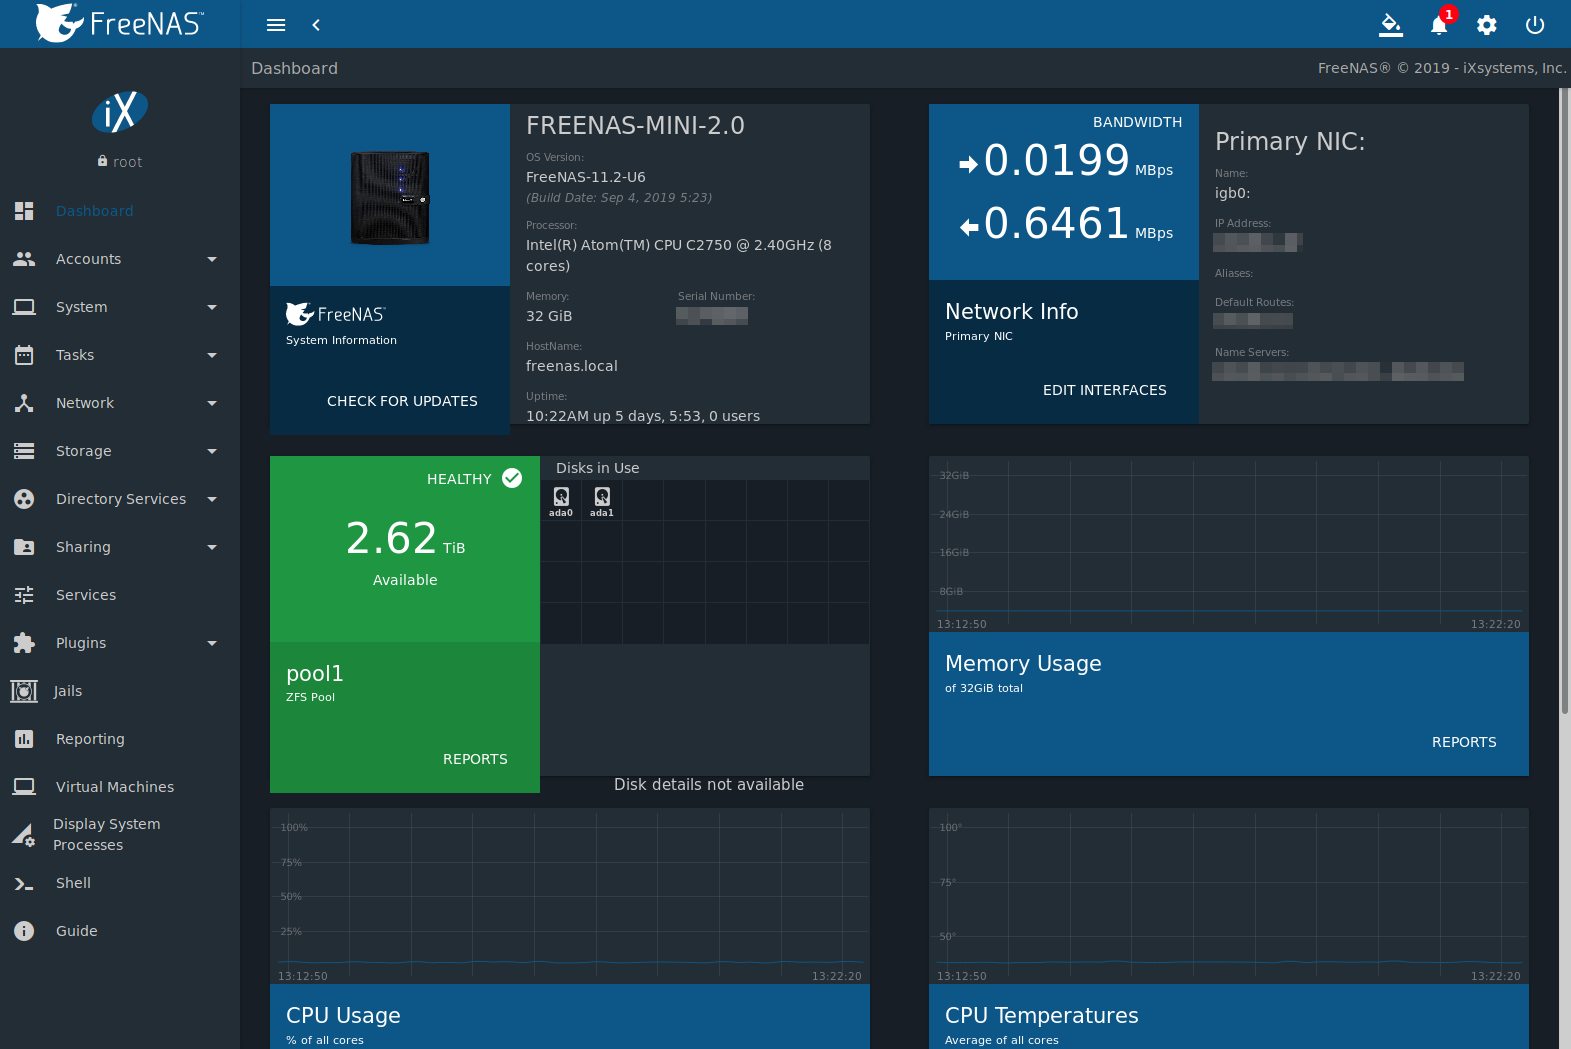 FreeNAS™
1
Dashboard
FreeNAS® © 2019 - iXsystems, Inc.
iX
root
Dashboard
Accounts
System
Tasks
Network
Storage
Directory Services
Sharing
Services
Plugins
Jails
Reporting
Virtual Machines
Display System
Processes
Shell
Guide
FreeNAS
System Information
CHECK FOR UPDATES
FREENAS-MINI-2.0
OS Version:
FreeNAS-11.2-U6
(Build Date: Sep 4, 2019 5:23)
Processor:
Intel(R) Atom(TM) CPU C2750 @ 2.40GHz (8
cores)
Memory:
32 GiB
Serial Number:
HostName:
freenas.local
Uptime:
10:22AM up 5 days, 5:53, 0 users
BANDWIDTH
0.0199 MBps
0.6461 MBps
Network Info
Primary NIC
EDIT INTERFACES
Primary NIC:
Name:
igb0:
IP Address:
Aliases:
Default Routes:
Name Servers:
HEALTHY
2.62 TiB
Available
pool1
ZFS Pool
REPORTS
Disks in Use
ada0 ada1
Disk details not available
32GiB
24GiB
16GiB
8GiB
13:12:50 13:22:20
Memory Usage
of 32GiB total
REPORTS
100%
75%
50%
25%
13:12:50 13:22:20
CPU Usage
% of all cores
100°
75°
50°
13:12:50 13:22:20
CPU Temperatures
Average of all cores